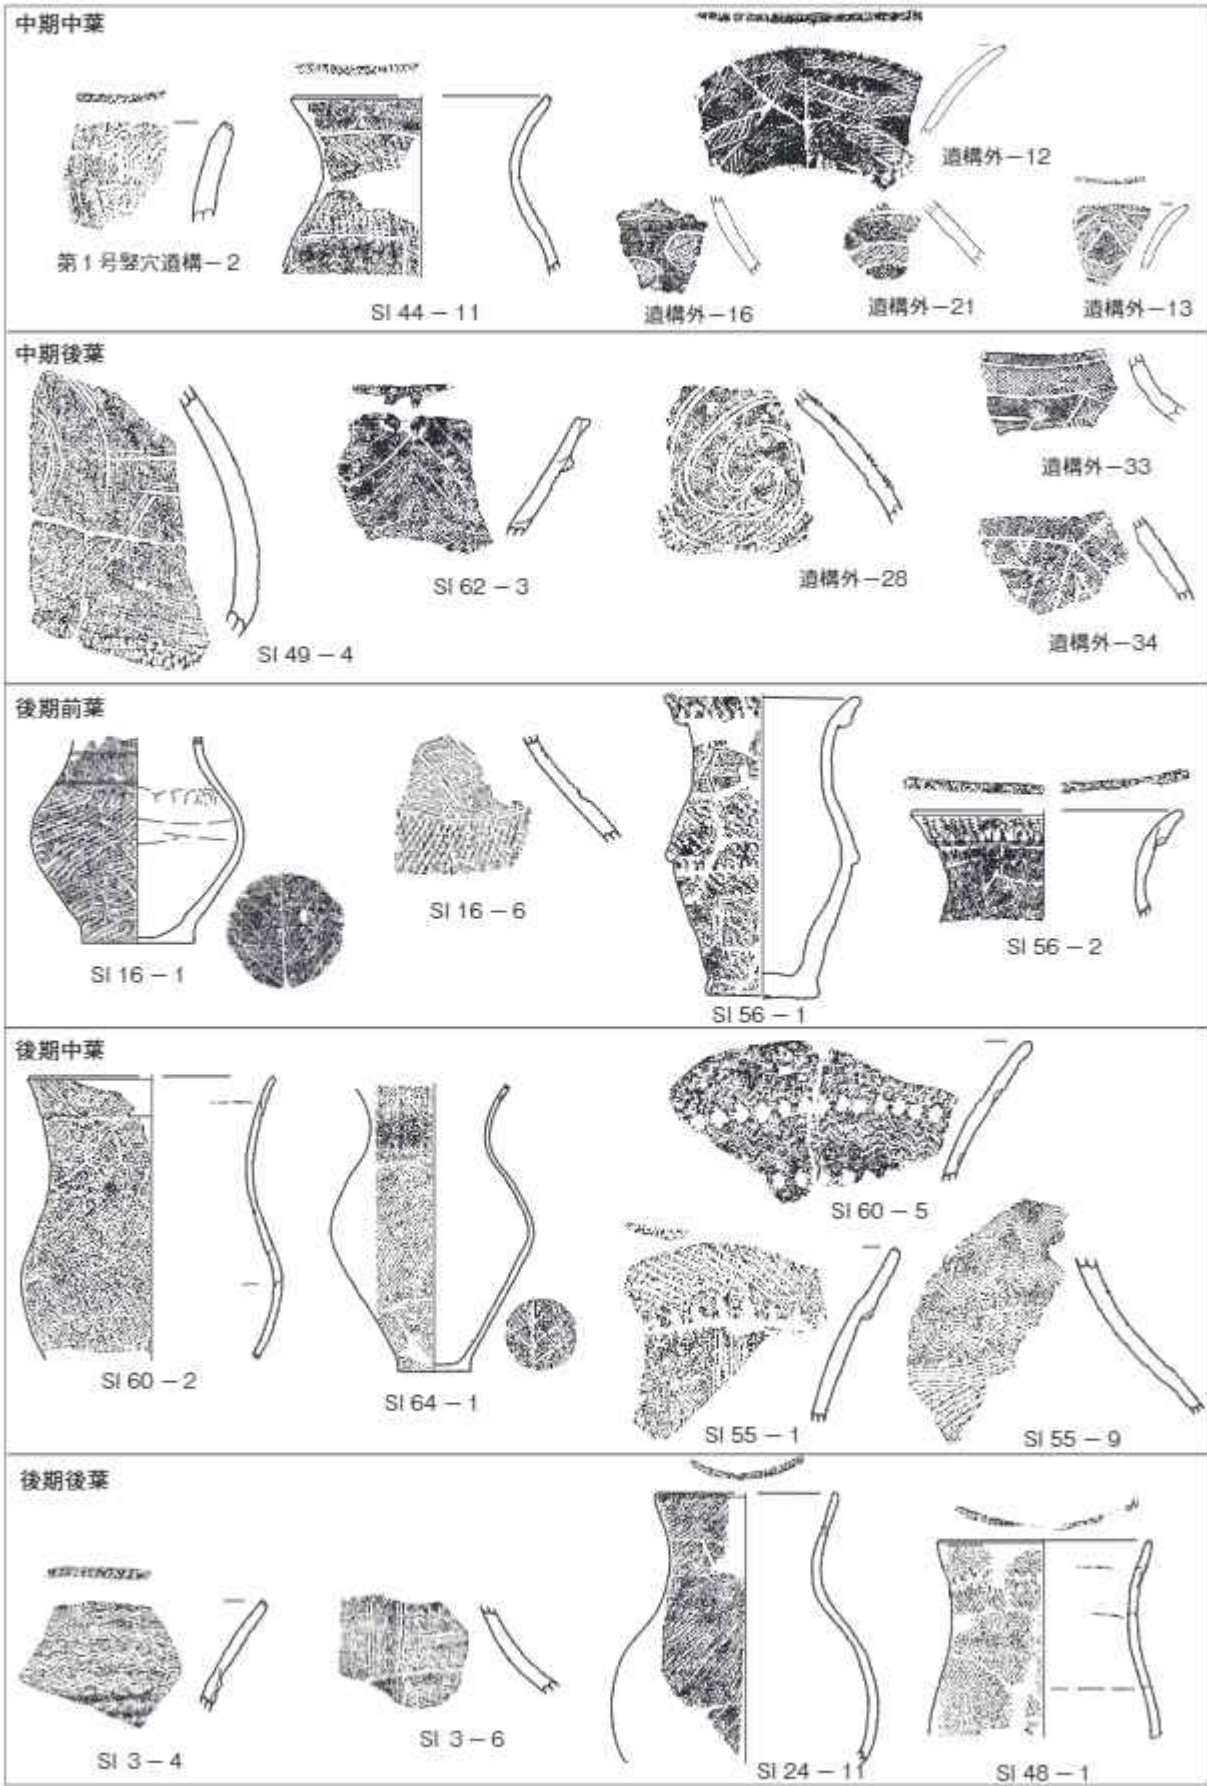 中期中葉
第1号竪穴遺構−2
SI 44 − 11
遺構外−12
遺構外−16
遺構外−21
遺構外−13
中期後葉
SI 49 − 4
SI 62 − 3
遺構外−28
遺構外−33
遺構外−34
後期前葉
SI 16 − 1
SI 16 − 6
SI 56 − 1
SI 56 − 2
後期中葉
SI 60 − 2
SI 64 − 1
SI 60 − 5
SI 55 − 1
SI 55 − 9
後期後葉
SI 3 − 4
SI 3 − 6
SI 24 − 11
SI 48 − 1